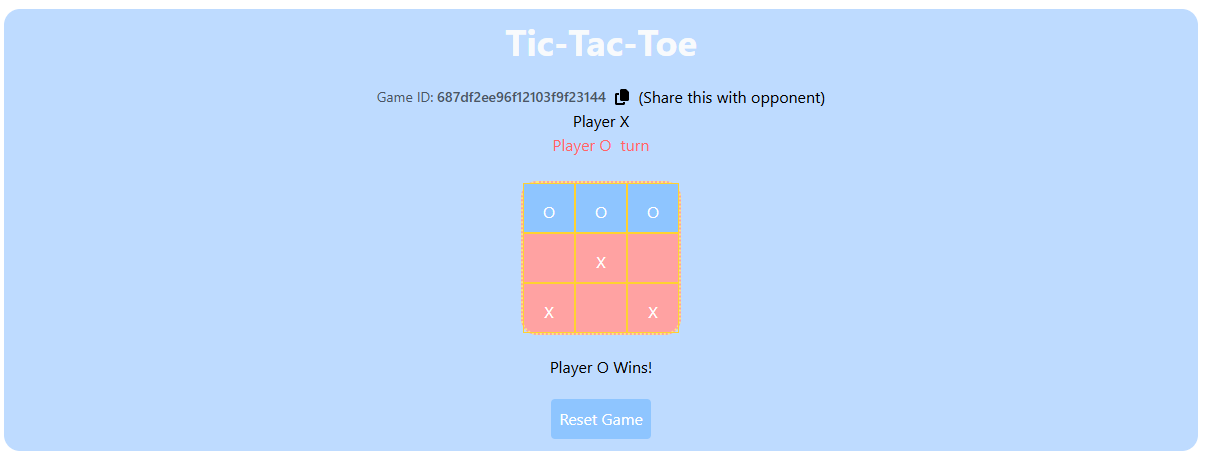 Tic-Tac-Toe
Game ID: 687df2ee96f12103f9f23144 (Share this with opponent)
Player X
Player O turn
O O O
X
X X
Player O Wins!
Reset Game